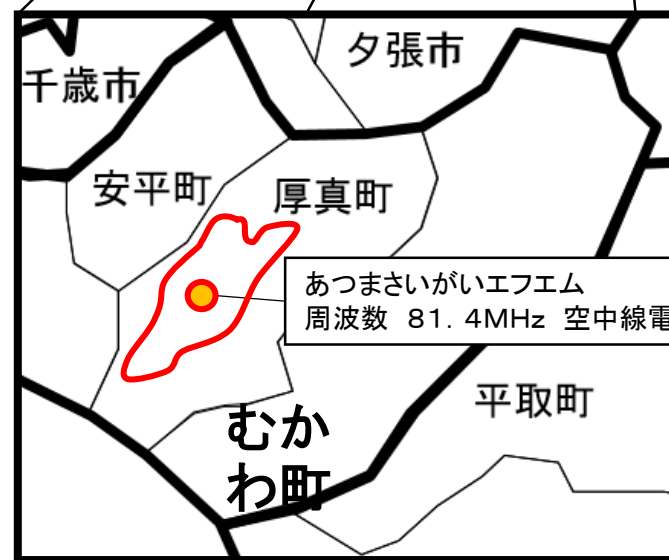 夕張市
千歳市
安平町
厚真町
あつまさいがいエフエム
周波数 81.4MHz 空中線電
平取町
むか
わ町